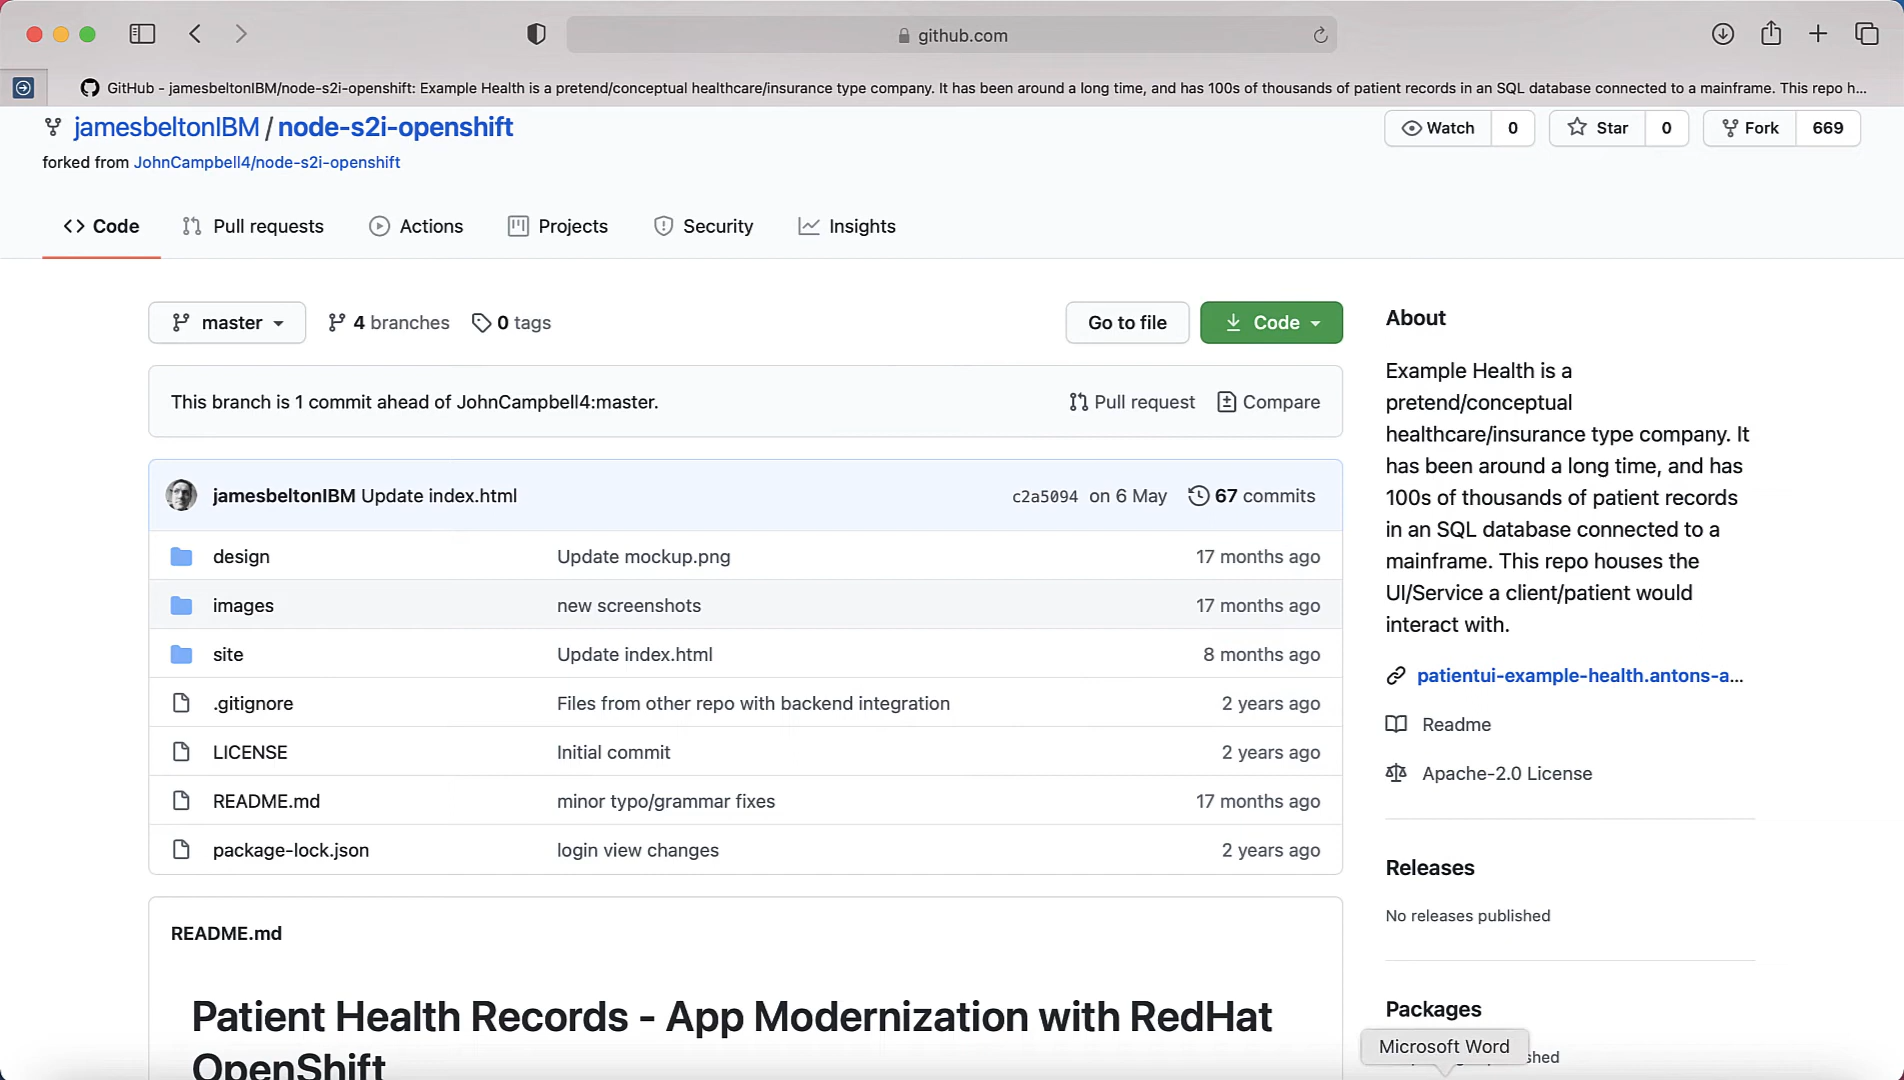 github.com
GitHub - jamesbeltonIBM/node-s2i-openshift: Example Health is a pretend/conceptual healthcare/insurance type company. It has been around a long time, and has 100s of thousands of patient records in an SQL database connected to a mainframe. This repo h...
jamesbeltonIBM / node-s2i-openshift
Watch 0 Star 0 Fork 669
forked from JohnCampbell4/node-s2i-openshift
Code Pull requests Actions Projects Security Insights
master 4 branches 0 tags Go to file Code
This branch is 1 commit ahead of JohnCampbell4:master. Pull request Compare
jamesbeltonIBM Update index.html c2a5094 on 6 May 67 commits
design Update mockup.png 17 months ago
images new screenshots 17 months ago
site Update index.html 8 months ago
.gitignore Files from other repo with backend integration 2 years ago
LICENSE Initial commit 2 years ago
README.md minor typo/grammar fixes 17 months ago
package-lock.json login view changes 2 years ago
README.md
Patient Health Records - App Modernization with RedHat
OpenShift
About
Example Health is a
pretend/conceptual
healthcare/insurance type company. It
has been around a long time, and has
100s of thousands of patient records
in an SQL database connected to a
mainframe. This repo houses the
UI/Service a client/patient would
interact with.
patientui-example-health.antons-a...
Readme
Apache-2.0 License
Releases
No releases published
Packages
Microsoft Word